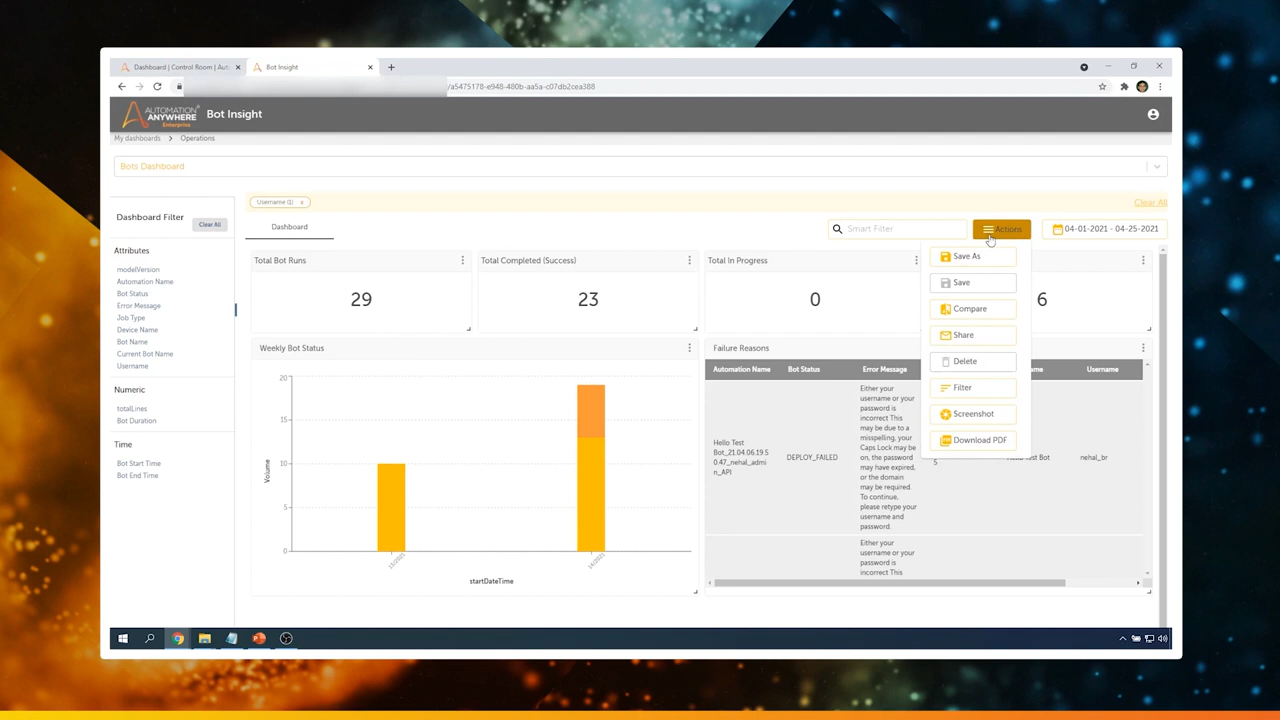 Dashboard | Control Room | Aut
Bot Insight
/a5475178-e948-480b-aa5a-c07db2cea388
AUTOMATION
ANYWHERE
Enterprise
Bot Insight
My dashboards > Operations
Bots Dashboard
Username (1) x
Clear All
Dashboard Filter
Clear All
Dashboard
Smart Filter
Actions
04-01-2021 - 04-25-2021
Attributes
modelVersion
Automation Name
Bot Status
Error Message
Job Type
Device Name
Bot Name
Current Bot Name
Username
Numeric
totalLines
Bot Duration
Time
Bot Start Time
Bot End Time
Total Bot Runs
29
Total Completed (Success)
23
Total In Progress
0
6
Save As
Save
Compare
Share
Delete
Filter
Screenshot
Download PDF
Weekly Bot Status
Volume
20
15
10
5
0
13/2021
14/2021
startDateTime
Failure Reasons
Automation Name Bot Status Error Message Username
Hello Test
Bot_21.04.06.19.5
0.47_nehal_admi
n_API
DEPLOY_FAILED
Either your
username or your
password is
incorrect This
may be due to a
misspelling, your
Caps Lock may be
on, the password
may have expired,
or the domain
may be required.
To continue,
please retype your
username and
password.
5
Test Bot
nehal_br
Either your
username or your
password is
incorrect This